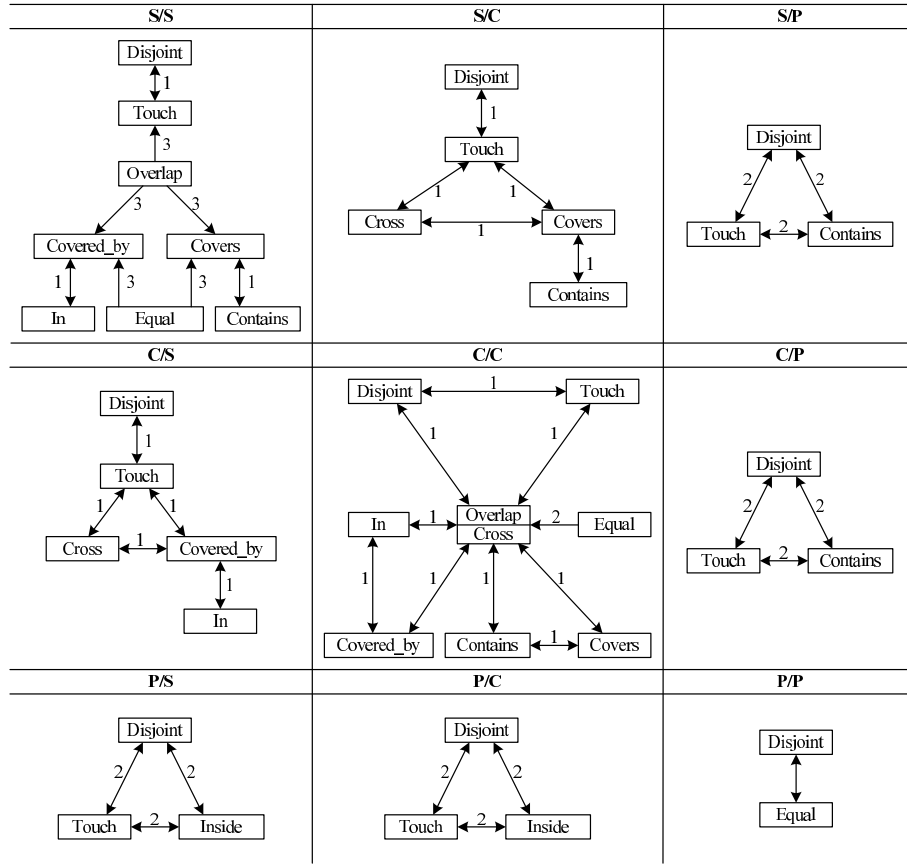 S/S S/C S/P
Disjoint
1
Touch
3
Overlap
3 3
Covered_by Covers
1 3 3 1
In Equal Contains
Disjoint
1
Touch
1 1
Cross 1 Covers
1
Contains
Disjoint
2 2
Touch 2 Contains
C/S C/C C/P
Disjoint
1
Touch
1 1
Cross 1 Covered_by
1
In
Disjoint 1 Touch
1 1
In 1 Overlap 2 Equal
Cross
1 1 1 1
Covered_by Contains 1 Covers
Disjoint
2 2
Touch 2 Contains
P/S P/C P/P
Disjoint
2 2
Touch 2 Inside
Disjoint
2 2
Touch 2 Inside
Disjoint
Equal